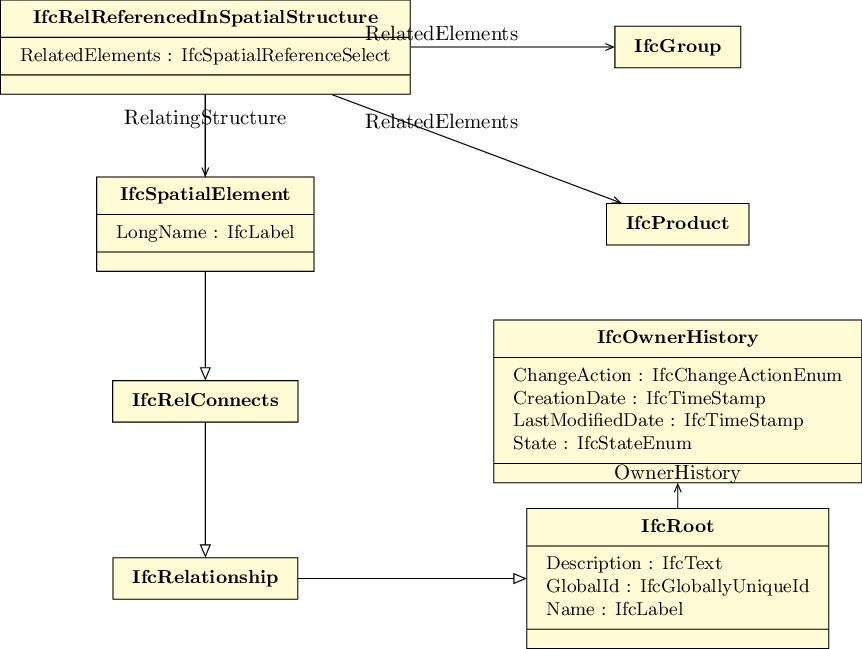 IfcRelReferencedInSpatialStructure
RelatedElements : IfcSpatialReferenceSelect
RelatedElements
IfcGroup
RelatingStructure
RelatedElements
IfcSpatialElement
LongName : IfcLabel
IfcProduct
IfcOwnerHistory
ChangeAction : IfcChangeActionEnum
CreationDate : IfcTimeStamp
LastModifiedDate : IfcTimeStamp
State : IfcStateEnum
IfcRelConnects
OwnerHistory
IfcRoot
Description : IfcText
GlobalId : IfcGloballyUniqueId
Name : IfcLabel
IfcRelationship